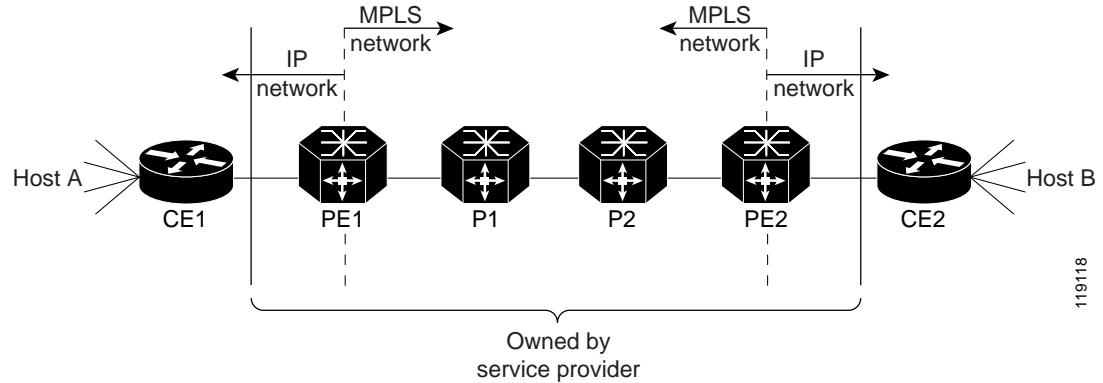 MPLS
network
MPLS
network
IP
network
IP
network
Host A
Host B
CE1
PE1
P1
P2
PE2
CE2
119118
Owned by
service provider